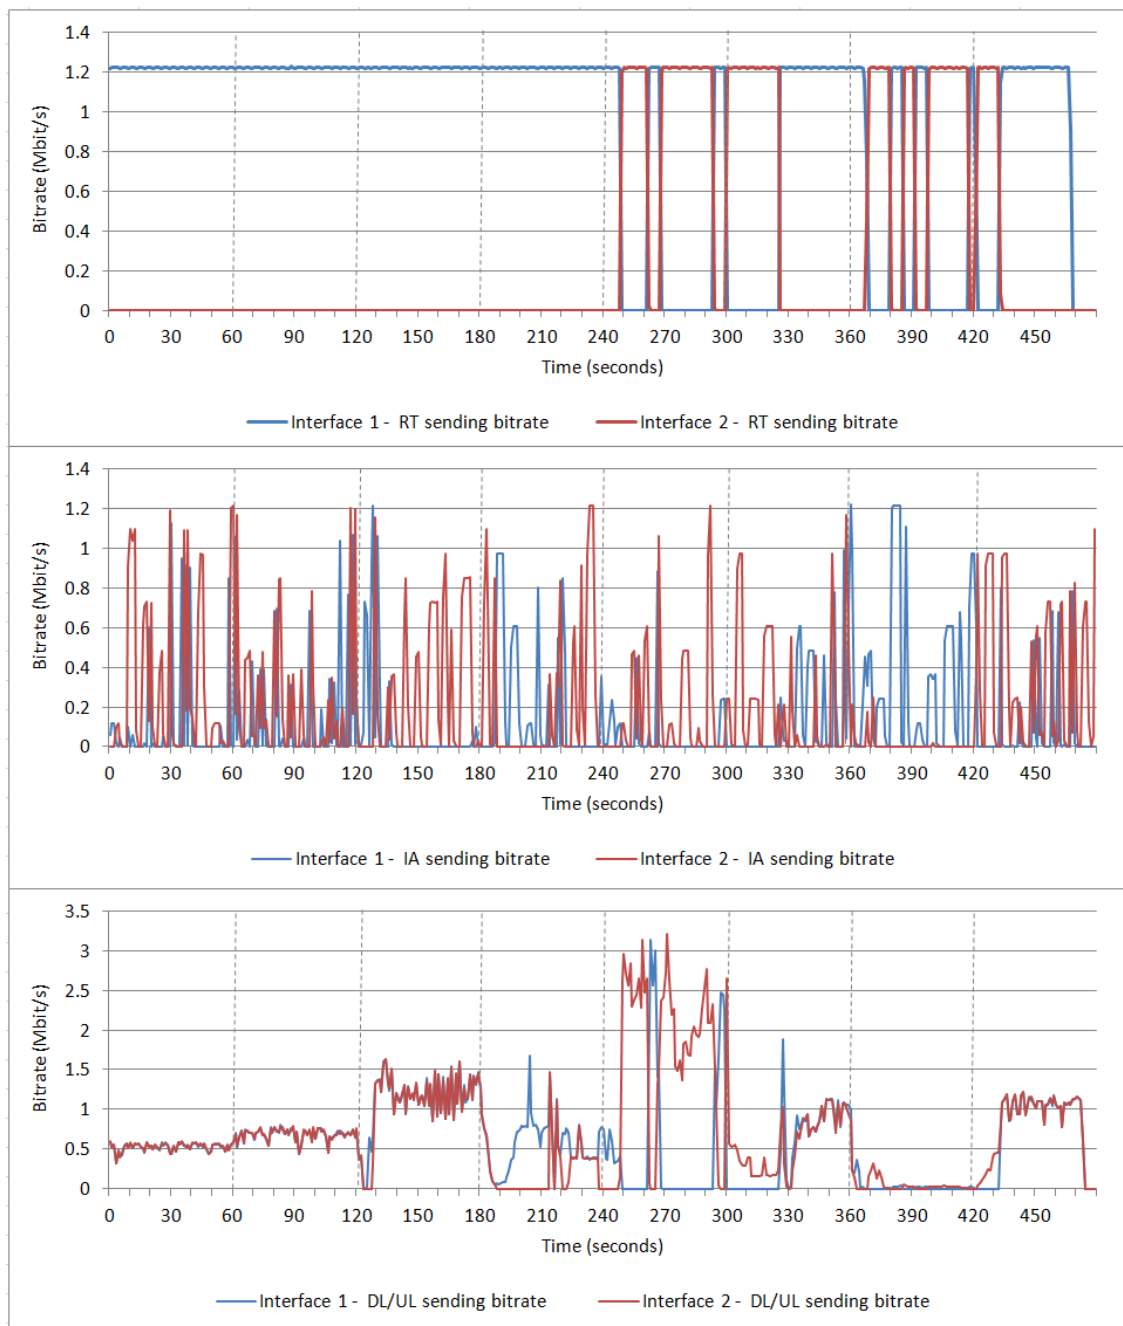 1.4
1.2
1
0.8
0.6
0.4
0.2
0
Bitrate (Mbit/s)
0 30 60 90 120 150 180 210 240 270 300 330 360 390 420 450
Time (seconds)
Interface 1 - RT sending bitrate Interface 2 - RT sending bitrate
1.4
1.2
1
0.8
0.6
0.4
0.2
0
Bitrate (Mbit/s)
0 30 60 90 120 150 180 210 240 270 300 330 360 390 420 450
Time (seconds)
Interface 1 - IA sending bitrate Interface 2 - IA sending bitrate
3.5
3
2.5
2
1.5
1
0.5
0
Bitrate (Mbit/s)
0 30 60 90 120 150 180 210 240 270 300 330 360 390 420 450
Time (seconds)
Interface 1 - DL/UL sending bitrate Interface 2 - DL/UL sending bitrate